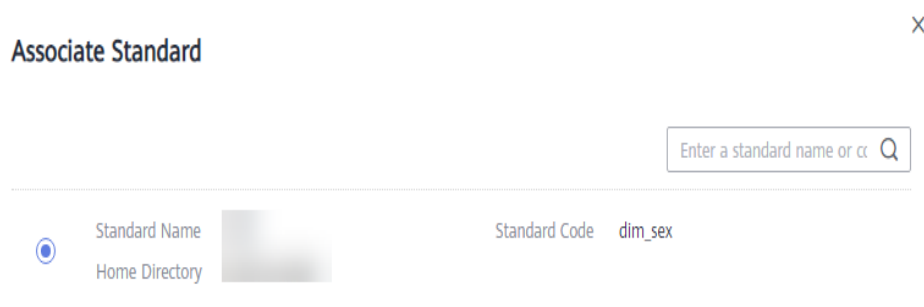 Associate Standard
Enter a standard name or cc
Standard Name
Standard Code dim_sex
Home Directory